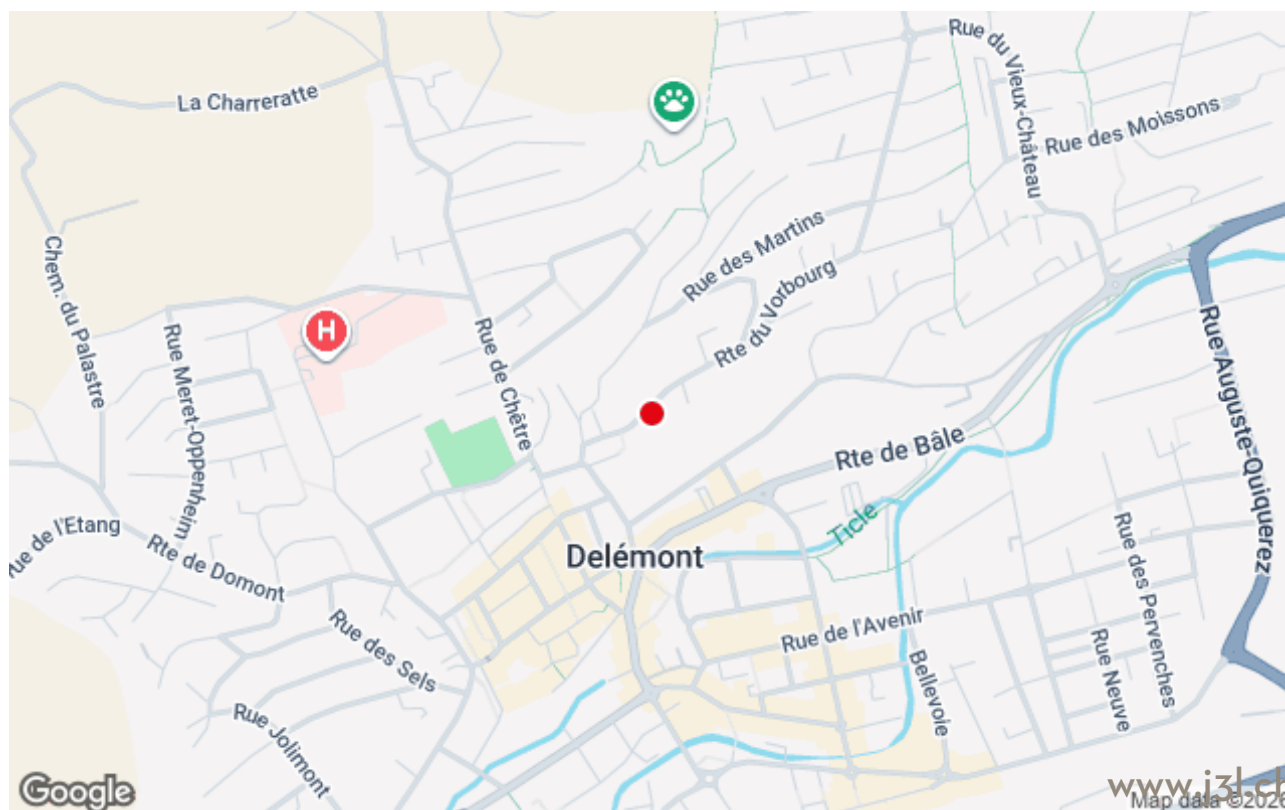 Rue du Vieux-Château
La Charreratte
Rue des Moissons
H
Chem. du Palastre
Rue des Martins
Rue Meret-Oppenheim
Rue de Chêtre
Rte du Vorbourg
Rue Auguste-Quiquerez
Rte de Bâle
Rue de l'Etang
Rte de Domont
Ticle
Delémont
Rue des Pervenches
Rue de l'Avenir
Rue des Sels
Rue Neuve
Bellevoie
Rue Jolimont
Google
www.j3l.ch
Map data ©202